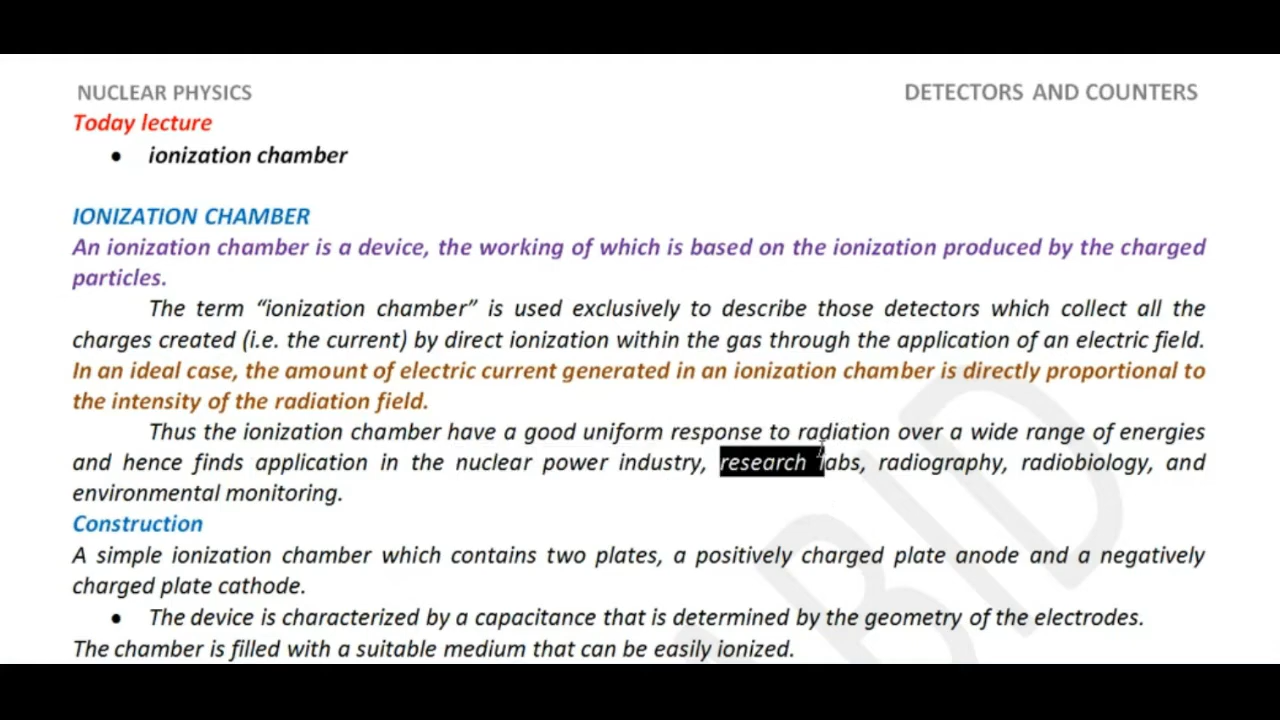 NUCLEAR PHYSICS DETECTORS AND COUNTERS
Today lecture
• ionization chamber
IONIZATION CHAMBER
An ionization chamber is a device, the working of which is based on the ionization produced by the charged
particles.
The term “ionization chamber” is used exclusively to describe those detectors which collect all the
charges created (i.e. the current) by direct ionization within the gas through the application of an electric field.
In an ideal case, the amount of electric current generated in an ionization chamber is directly proportional to
the intensity of the radiation field.
Thus the ionization chamber have a good uniform response to radiation over a wide range of energies
and hence finds application in the nuclear power industry, research labs, radiography, radiobiology, and
environmental monitoring.
Construction
A simple ionization chamber which contains two plates, a positively charged plate anode and a negatively
charged plate cathode.
• The device is characterized by a capacitance that is determined by the geometry of the electrodes.
The chamber is filled with a suitable medium that can be easily ionized.